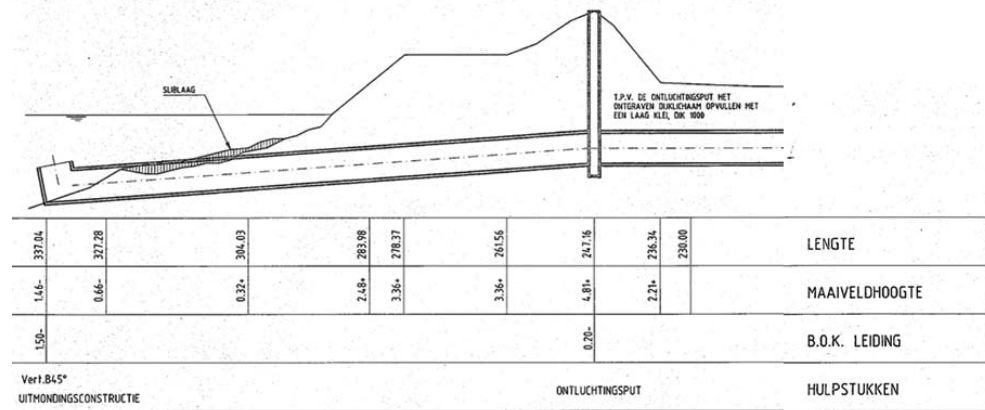 SLIBLAAG
T.P.V. DE ONTLUCHTINGSPUT HET
ONTGRAVEN DIJKLICHAAM OPVULLEN MET
EEN LAAG KLEI, DIK 1000
337.04 327.28 304.03 283.98 278.37 261.56 247.16 236.34 230.00 LENGTE
1.46- 0.66- 0.32+ 2.48+ 3.36+ 3.36+ 4.81+ 2.21+ MAAIVELDHOOGTE
1.50- 0.20- B.O.K. LEIDING
Vert.B45°
UITMONDINGSCONSTRUCTIE ONTLUCHTINGSPUT HULPSTUKKEN